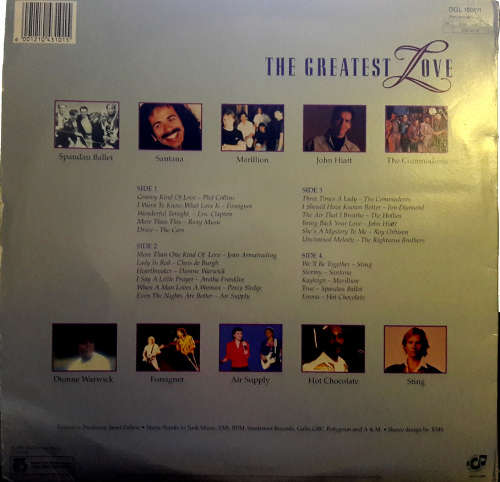 THE GREATEST LOVE
Spandau Ballet
Santana
Marillion
John Hiatt
The Commodores
SIDE 1
Groovy Kind Of Love – Phil Collins
I Want To Know What Love Is – Foreigner
Wonderful Tonight – Eric Clapton
More Than This – Roxy Music
Drive – The Cars
SIDE 2
More Than One Kind Of Love – Joan Armatrading
Lady In Red – Chris de Burgh
Heartbreaker – Dionne Warwick
I Say A Little Prayer – Aretha Franklin
When A Man Loves A Woman – Percy Sledge
Even The Nights Are Better – Air Supply
SIDE 3
Three Times A Lady – The Commodores
I Should Have Known Better – Jim Diamond
The Air That I Breathe – The Hollies
Bring Back Your Love – John Hiatt
She's A Mystery To Me – Roy Orbison
Unchained Melody – The Righteous Brothers
SIDE 4
We'll Be Together – Sting
Stormy – Santana
Kayleigh – Marillion
True – Spandau Ballet
Emma – Hot Chocolate
Dionne Warwick
Foreigner
Air Supply
Hot Chocolate
Sting